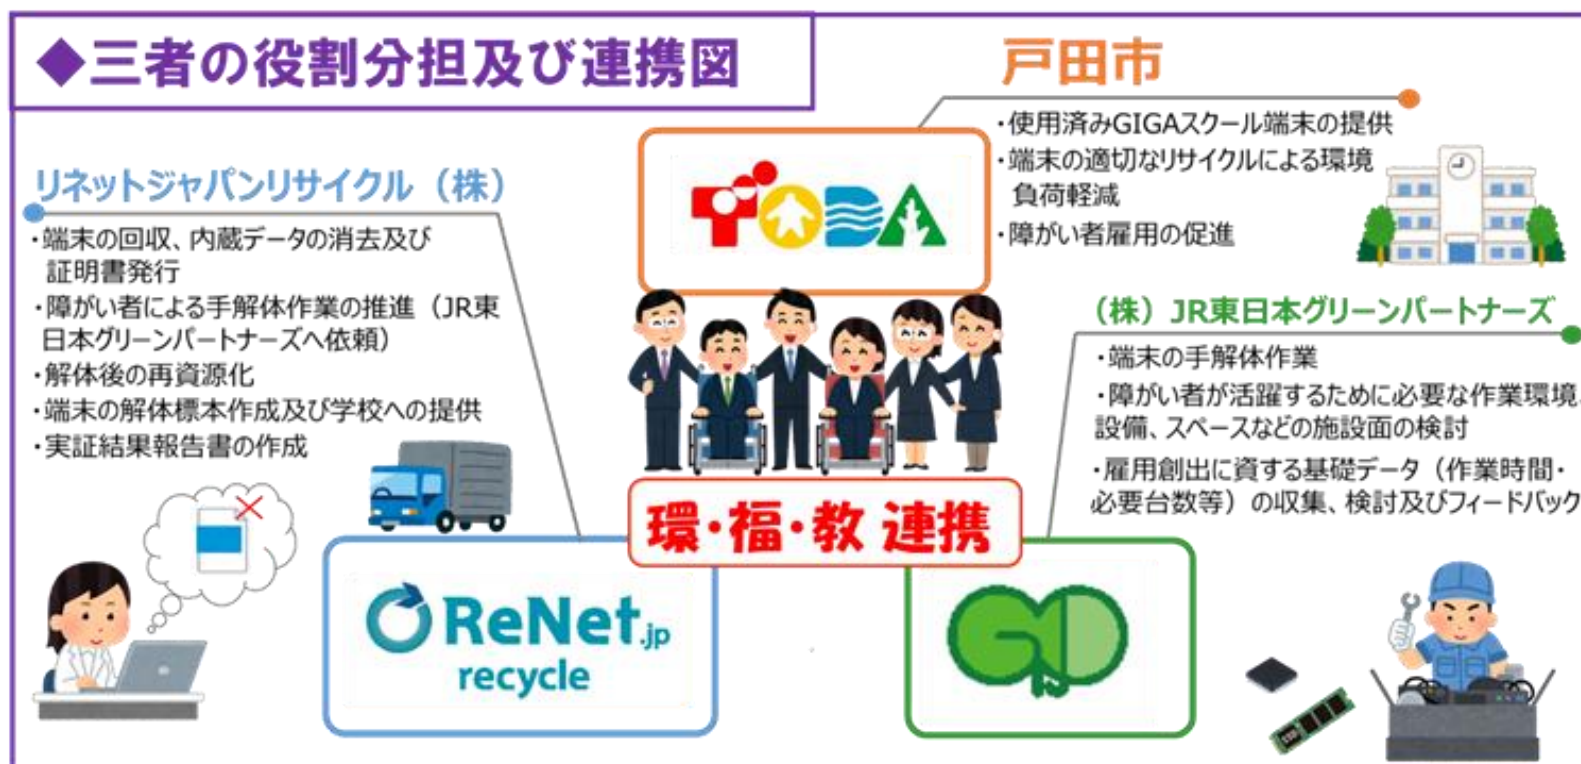 ◆三者の役割分担及び連携図
戸田市
・使用済みGIGAスクール端末の提供
・端末の適切なリサイクルによる環境
負荷軽減
・障がい者雇用の促進
TODA
リネットジャパンリサイクル（株）
・端末の回収、内蔵データの消去及び
証明書発行
・障がい者による手解体作業の推進（JR東
日本グリーンパートナーズへ依頼）
・解体後の再資源化
・端末の解体標本作成及び学校への提供
・実証結果報告書の作成
（株）JR東日本グリーンパートナーズ
・端末の手解体作業
・障がい者が活躍するために必要な作業環境、
設備、スペースなどの施設面の検討
・雇用創出に資する基礎データ（作業時間・
必要台数等）の収集、検討及びフィードバック
環・福・教 連携
ReNet.jp
recycle
GP